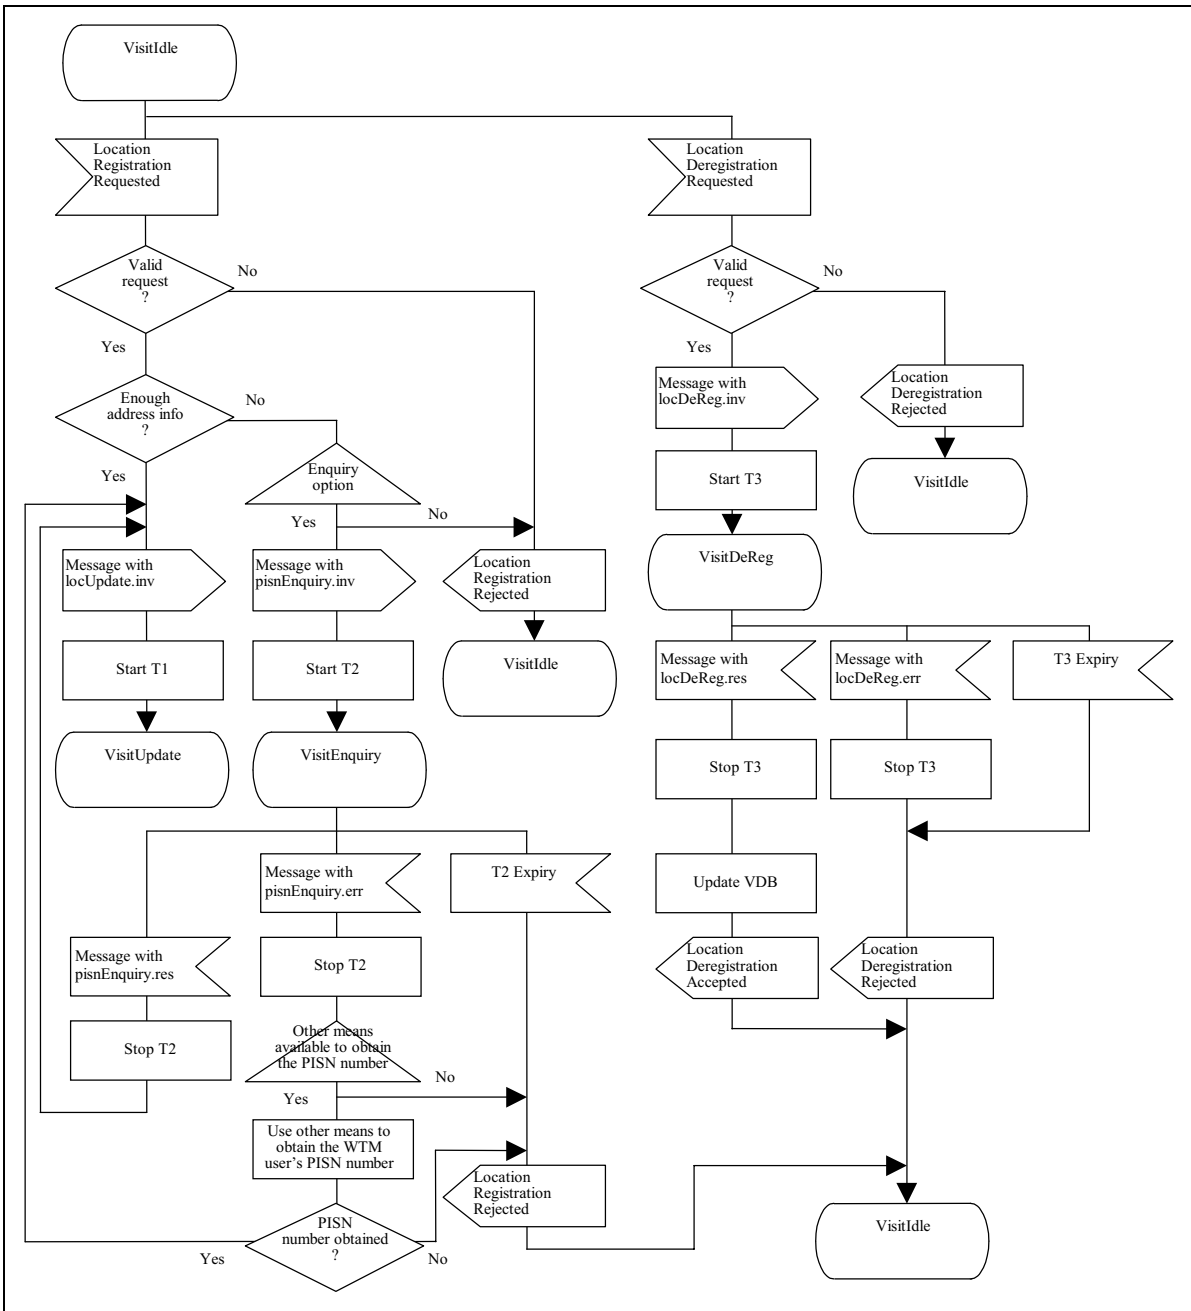 VisitIdle
Location
Registration
Requested
Location
Deregistration
Requested
Valid
request
?
No
Yes
Valid
request
?
No
Yes
Enough
address info
?
No
Yes
Message with
locDeReg.inv
Location
Deregistration
Rejected
Enquiry
option
Yes
No
Start T3
VisitIdle
Message with
locUpdate.inv
Message with
pisnEnquiry.inv
Location
Registration
Rejected
VisitDeReg
Start T1
Start T2
VisitIdle
Message with
locDeReg.res
Message with
locDeReg.err
T3 Expiry
VisitUpdate
VisitEnquiry
Stop T3
Stop T3
Message with
pisnEnquiry.err
T2 Expiry
Update VDB
Message with
pisnEnquiry.res
Stop T2
Location
Deregistration
Accepted
Location
Deregistration
Rejected
Stop T2
Other means
available to obtain
the PISN number
No
Yes
Use other means to
obtain the WTM
user's PISN number
Location
Registration
Rejected
PISN
number obtained
?
Yes
No
VisitIdle